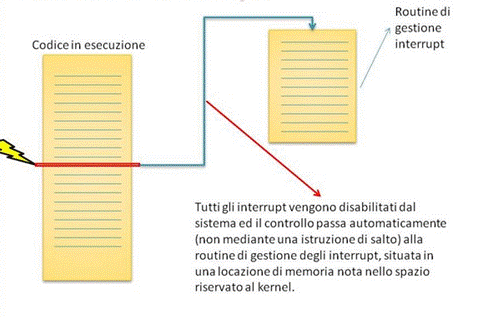 Routine di
gestione
interrupt
Codice in esecuzione
Tutti gli interrupt vengono disabilitati dal
sistema ed il controllo passa automaticamente
(non mediante una istruzione di salto) alla
routine di gestione degli interrupt, situata in
una locazione di memoria nota nello spazio
riservato al kernel.